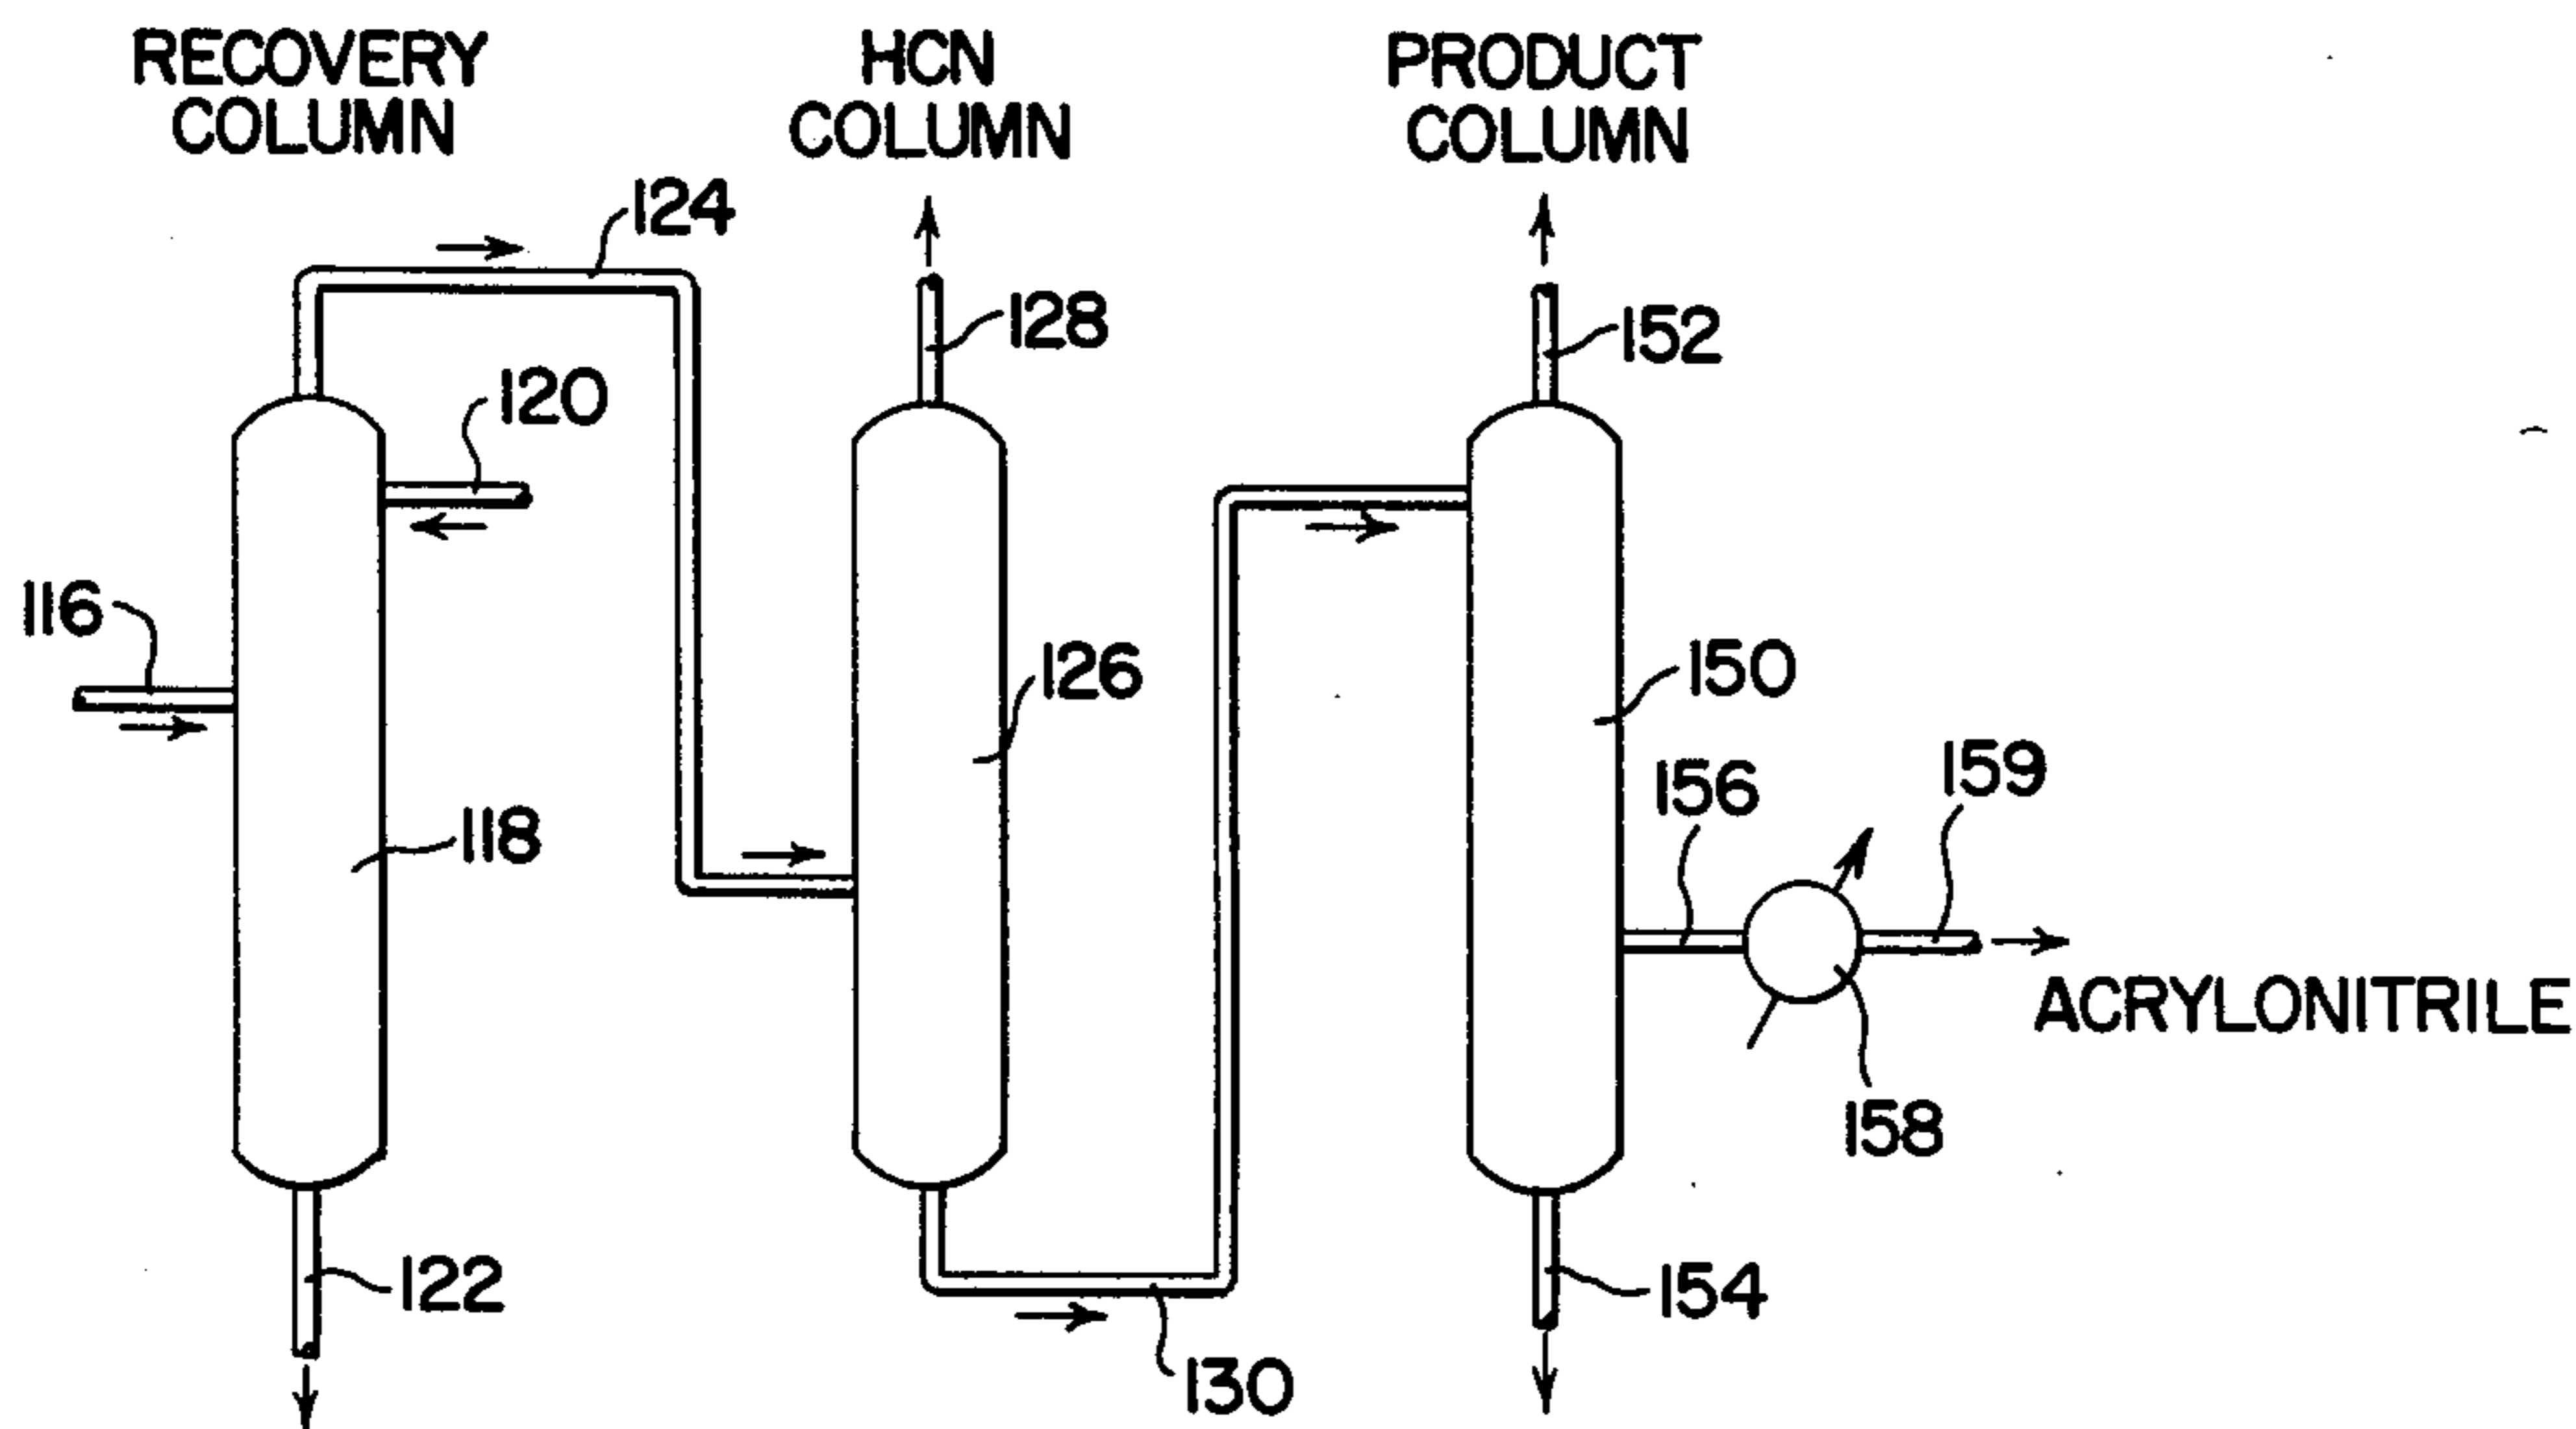 RECOVERY
COLUMN
HCN
COLUMN
PRODUCT
COLUMN
124
128
152
120
116
126
150
118
156
159
ACRYLONITRILE
158
122
154
130